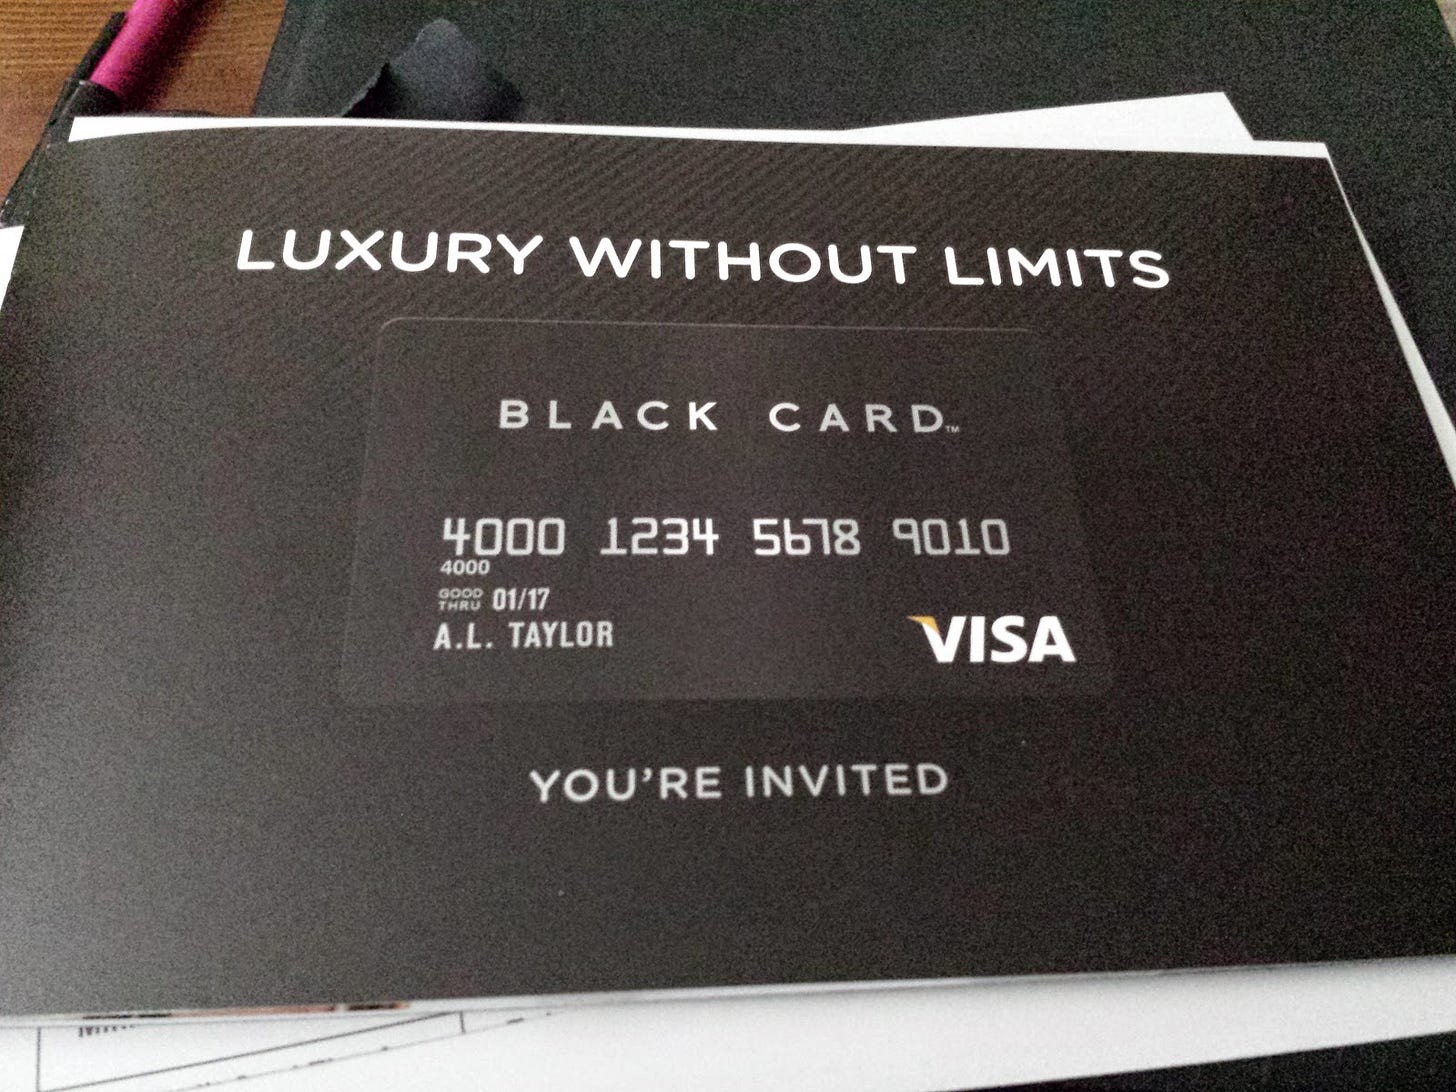 LUXURY WITHOUT LIMITS
BLACK CARD™
4000 1234 5678 9010
4000
GOOD THRU 01/17
A.L. TAYLOR
VISA
YOU'RE INVITED